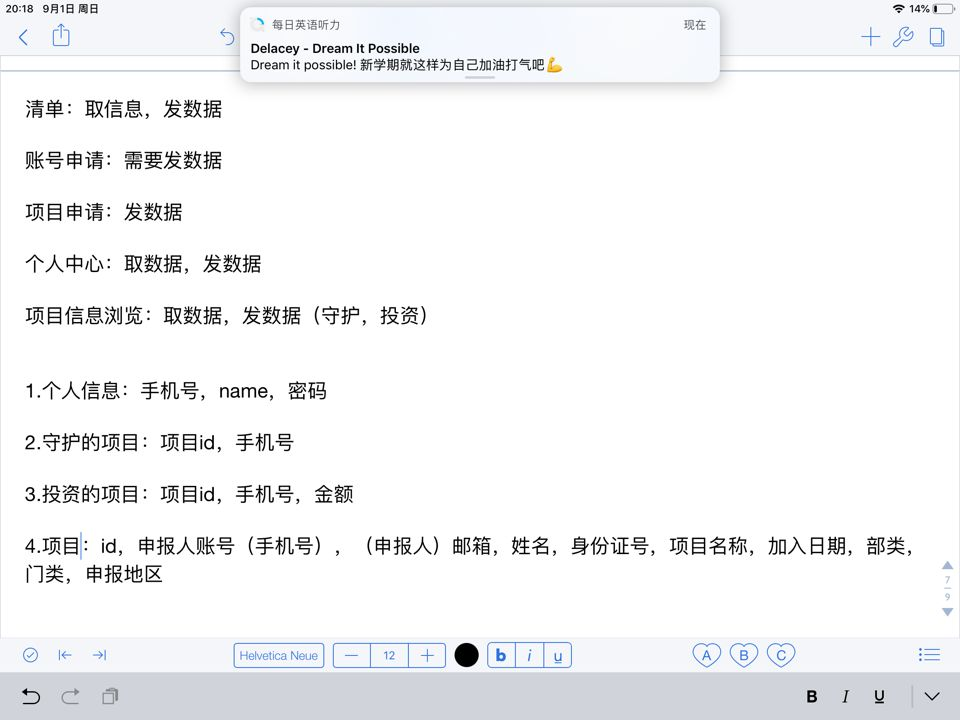 20:18 9月1日 周日
14%
每日英语听力
现在
Delacey - Dream It Possible
Dream it possible! 新学期就这样为自己加油打气吧💪
清单：取信息，发数据
账号申请：需要发数据
项目申请：发数据
个人中心：取数据，发数据
项目信息浏览：取数据，发数据（守护，投资）
1.个人信息：手机号，name，密码
2.守护的项目：项目id，手机号
3.投资的项目：项目id，手机号，金额
4.项目：id，申报人账号（手机号），（申报人）邮箱，姓名，身份证号，项目名称，加入日期，部类，
门类，申报地区
7
9
Helvetica Neue
12
b i u
A B C
B I U